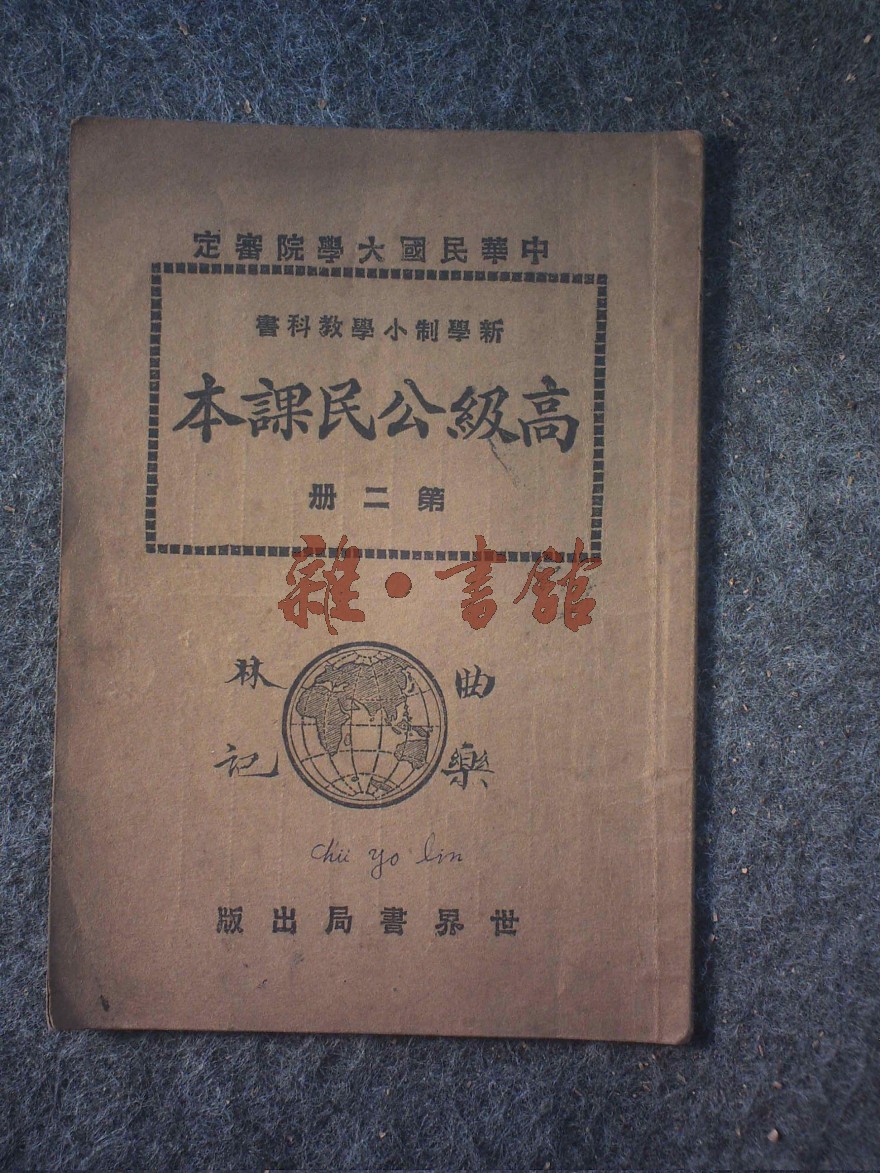 中華民國大學院審定
新學制小學教科書
高級公民課本
第二册
雜·書館
曲樂
林記
Chü yo lin
世界書局出版